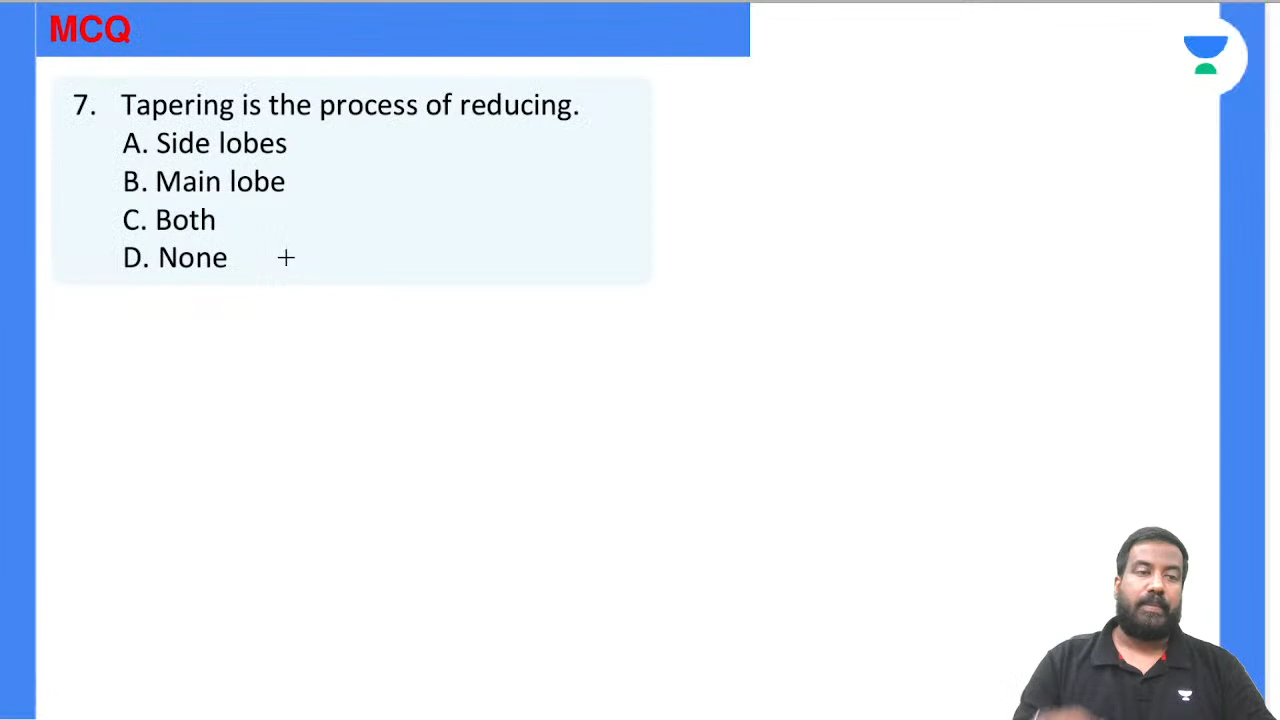 MCQ
7. Tapering is the process of reducing.
A. Side lobes
B. Main lobe
C. Both
D. None